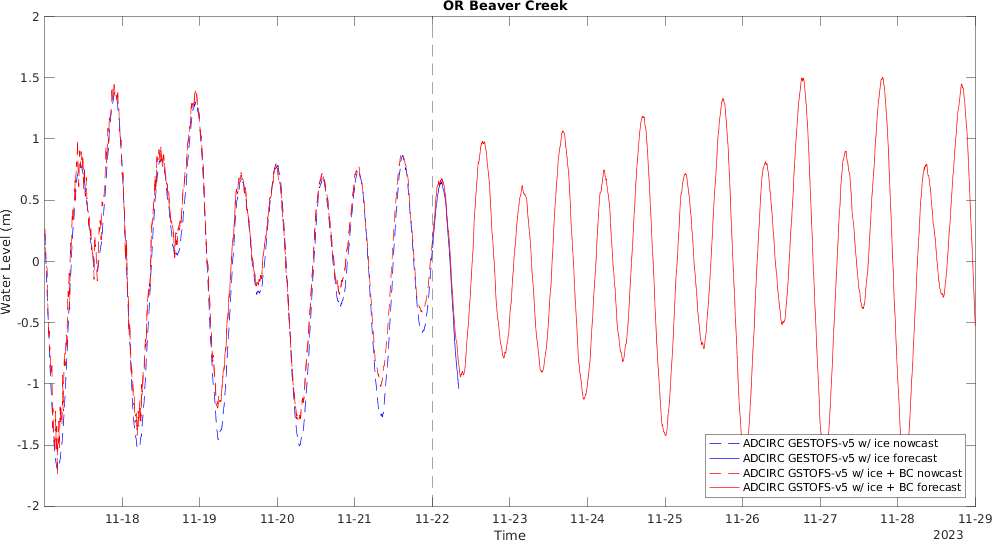 OR Beaver Creek
2
1.5
1
0.5
0
-0.5
-1
-1.5
-2
Water Level (m)
11-18 11-19 11-20 11-21 11-22 11-23 11-24 11-25 11-26 11-27 11-28 11-29
Time
2023
ADCIRC GESTOFS-v5 w/ ice nowcast
ADCIRC GESTOFS-v5 w/ ice forecast
ADCIRC GSTOFS-v5 w/ ice + BC nowcast
ADCIRC GSTOFS-v5 w/ ice + BC forecast